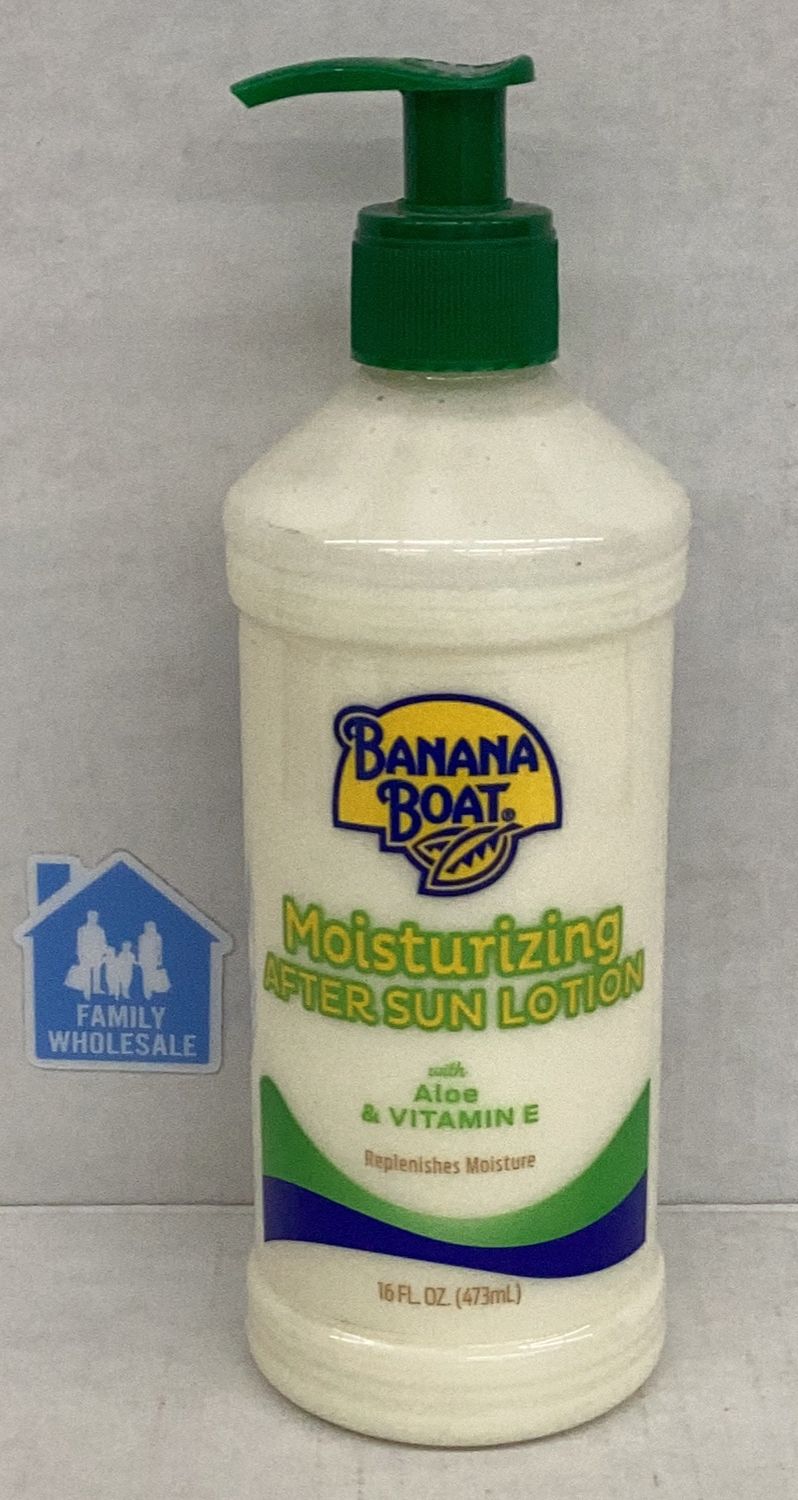 BANANA
BOAT®
Moisturizing
AFTER SUN LOTION
with
Aloe
& VITAMIN E
Replenishes Moisture
16 FL. OZ. (473mL)
FAMILY
WHOLESALE